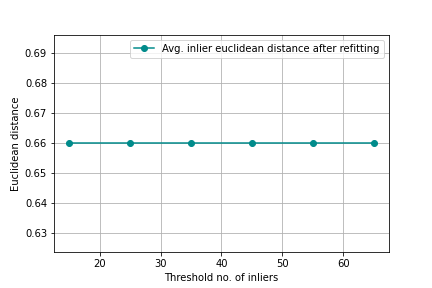 Avg. inlier euclidean distance after refitting
0.69
0.68
0.67
0.66
0.65
0.64
0.63
Euclidean distance
20 30 40 50 60
Threshold no. of inliers